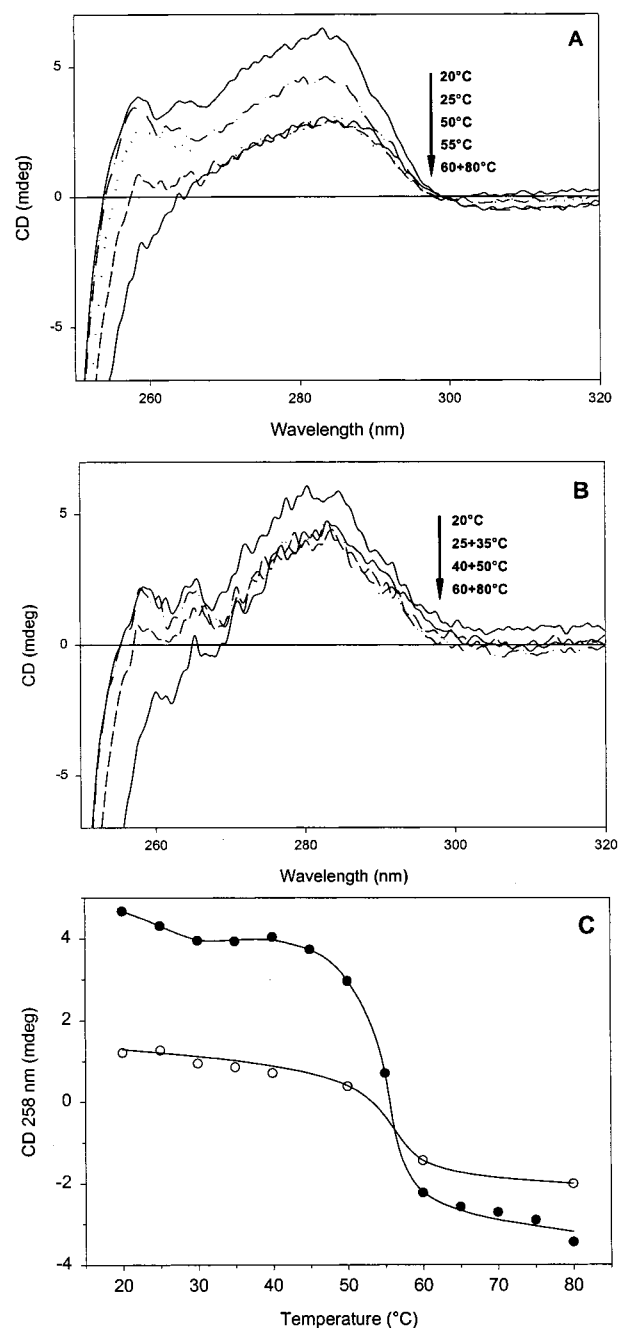 A
5
0
-5
CD (mdeg)
20°C
25°C
50°C
55°C
60+80°C
260
280
300
320
Wavelength (nm)
B
5
0
-5
CD (mdeg)
20°C
25+35°C
40+50°C
60+80°C
260
280
300
320
Wavelength (nm)
C
4
2
0
-2
-4
CD 258 nm (mdeg)
20
30
40
50
60
70
80
Temperature (°C)